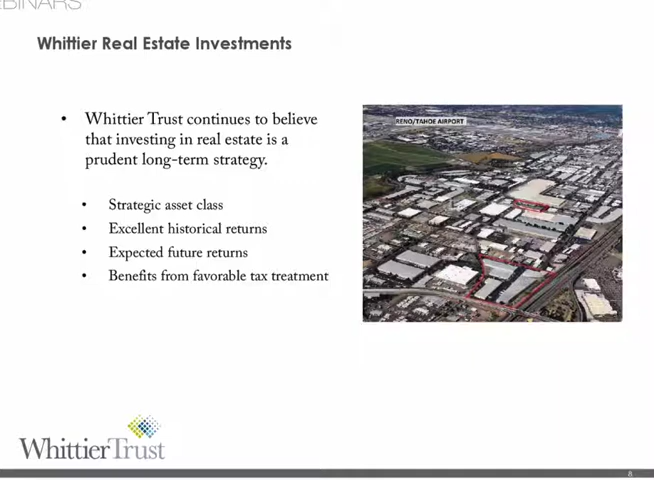 Whittier Real Estate Investments
• Whittier Trust continues to believe
that investing in real estate is a
prudent long-term strategy.
• Strategic asset class
• Excellent historical returns
• Expected future returns
• Benefits from favorable tax treatment
RENO/TAHOE AIRPORT
WhittierTrust
8